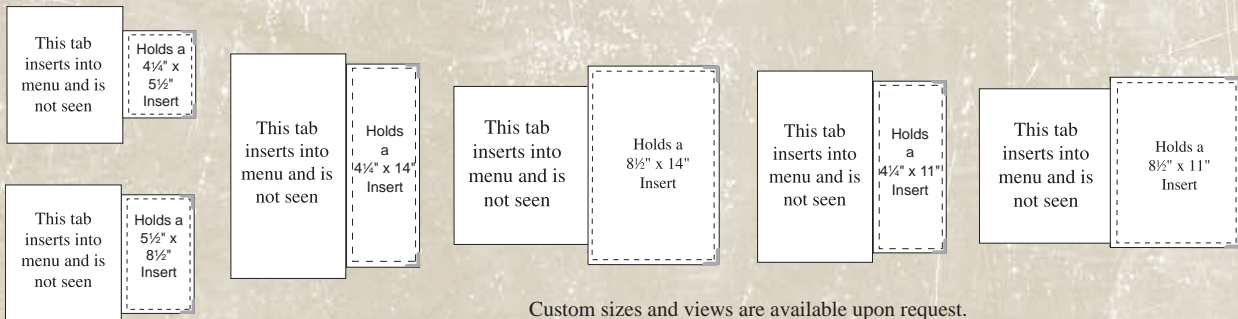 This tab
inserts into
menu and is
not seen
Holds a
4¼" x
5½"
Insert
This tab
inserts into
menu and is
not seen
Holds a
5½" x
8½"
Insert
This tab
inserts into
menu and is
not seen
Holds
a
4¼" x 14"
Insert
This tab
inserts into
menu and is
not seen
Holds a
8½" x 14"
Insert
This tab
inserts into
menu and is
not seen
Holds
a
4¼" x 11"
Insert
This tab
inserts into
menu and is
not seen
Holds a
8½" x 11"
Insert
Custom sizes and views are available upon request.